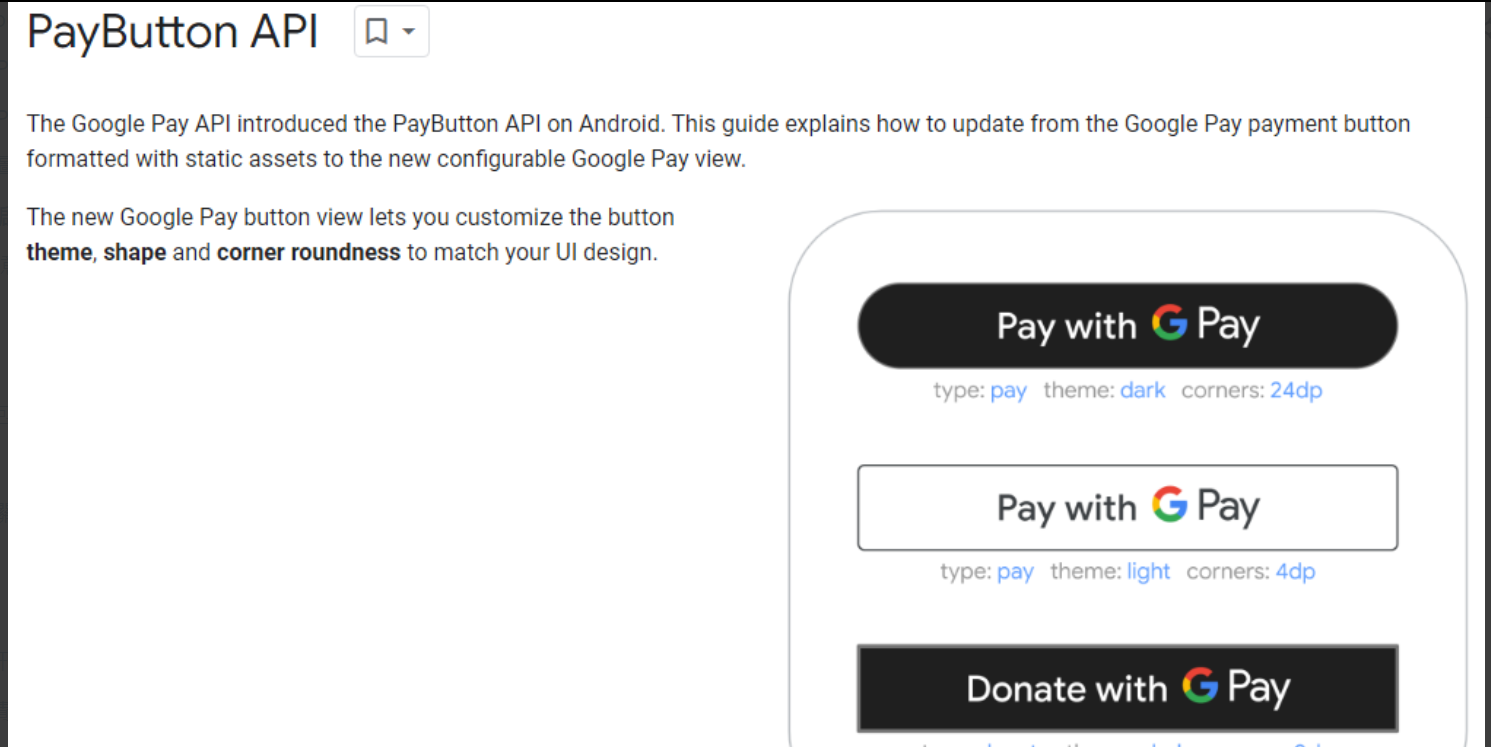 PayButton API
The Google Pay API introduced the PayButton API on Android. This guide explains how to update from the Google Pay payment button
formatted with static assets to the new configurable Google Pay view.
The new Google Pay button view lets you customize the button
theme, shape and corner roundness to match your UI design.
Pay with G Pay
type: pay theme: dark corners: 24dp
Pay with G Pay
type: pay theme: light corners: 4dp
Donate with G Pay